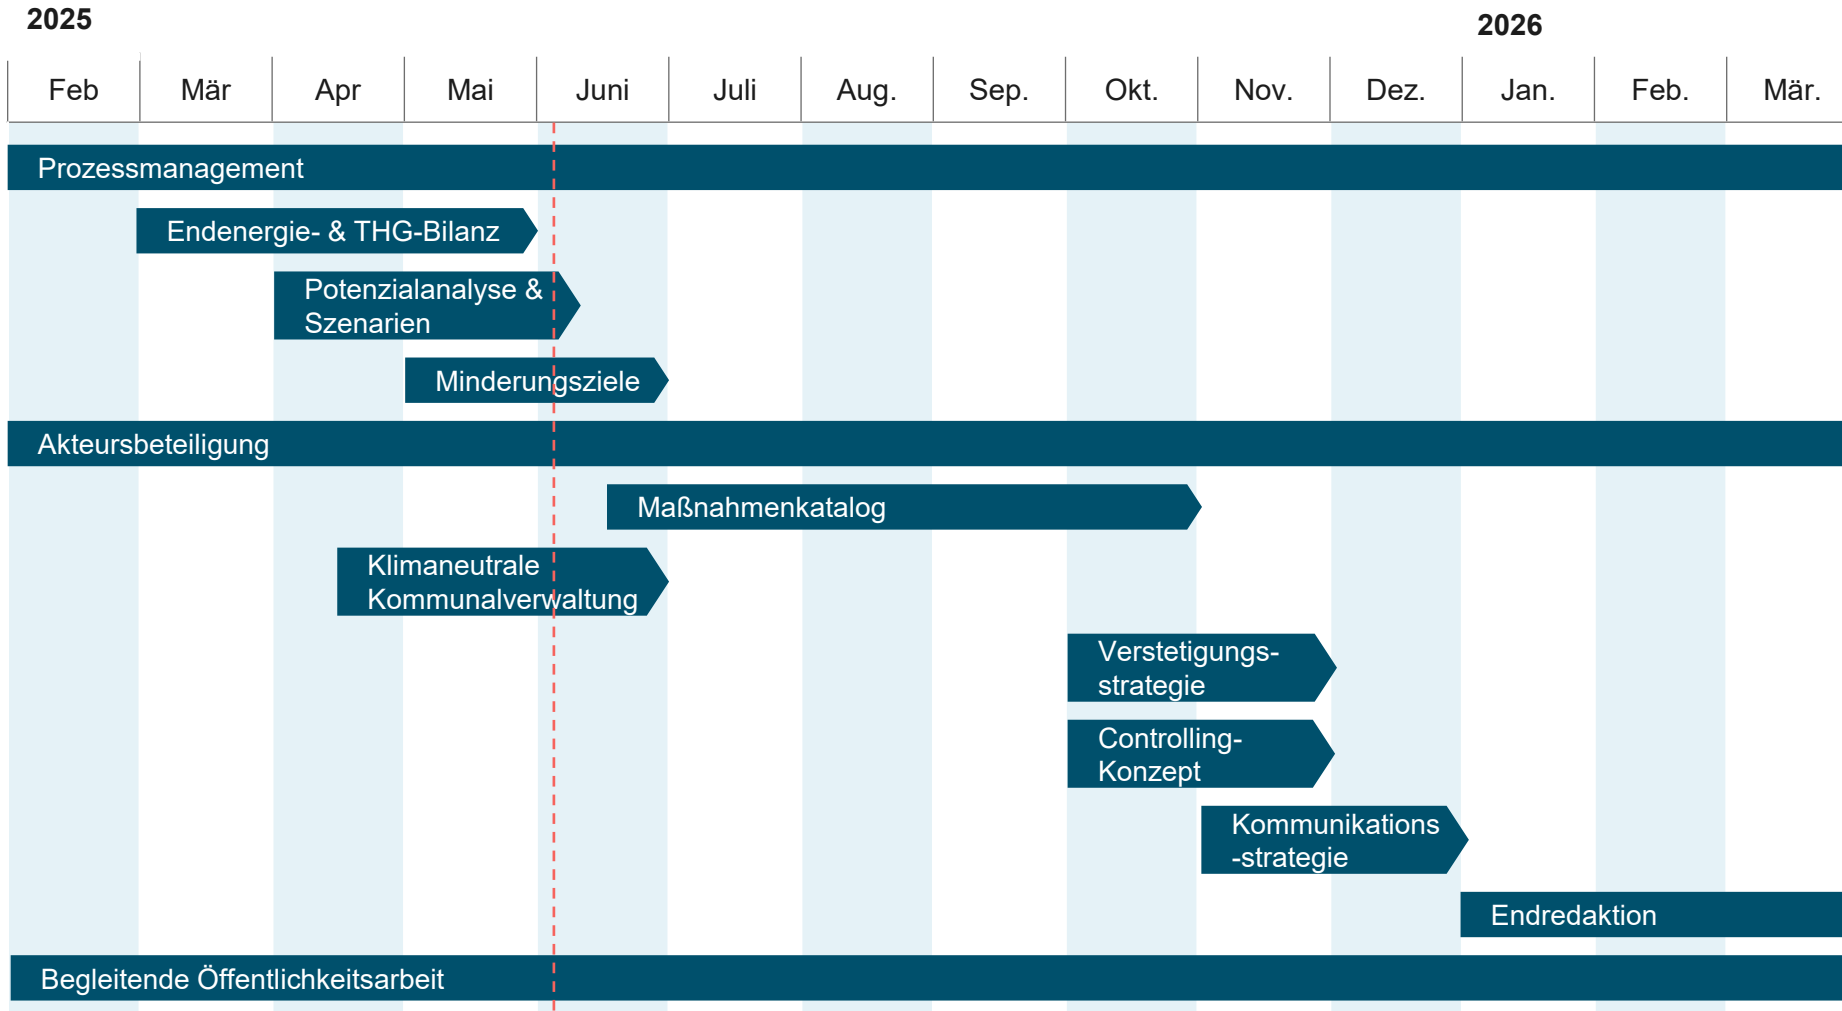 2025
2026
Feb
Mär
Apr
Mai
Juni
Juli
Aug.
Sep.
Okt.
Nov.
Dez.
Jan.
Feb.
Mär.
Prozessmanagement
Endenergie- & THG-Bilanz
Potenzialanalyse &
Szenarien
Minderungsziele
Akteursbeteiligung
Maßnahmenkatalog
Klimaneutrale
Kommunalverwaltung
Verstetigungs-
strategie
Controlling-
Konzept
Kommunikations
-strategie
Endredaktion
Begleitende Öffentlichkeitsarbeit